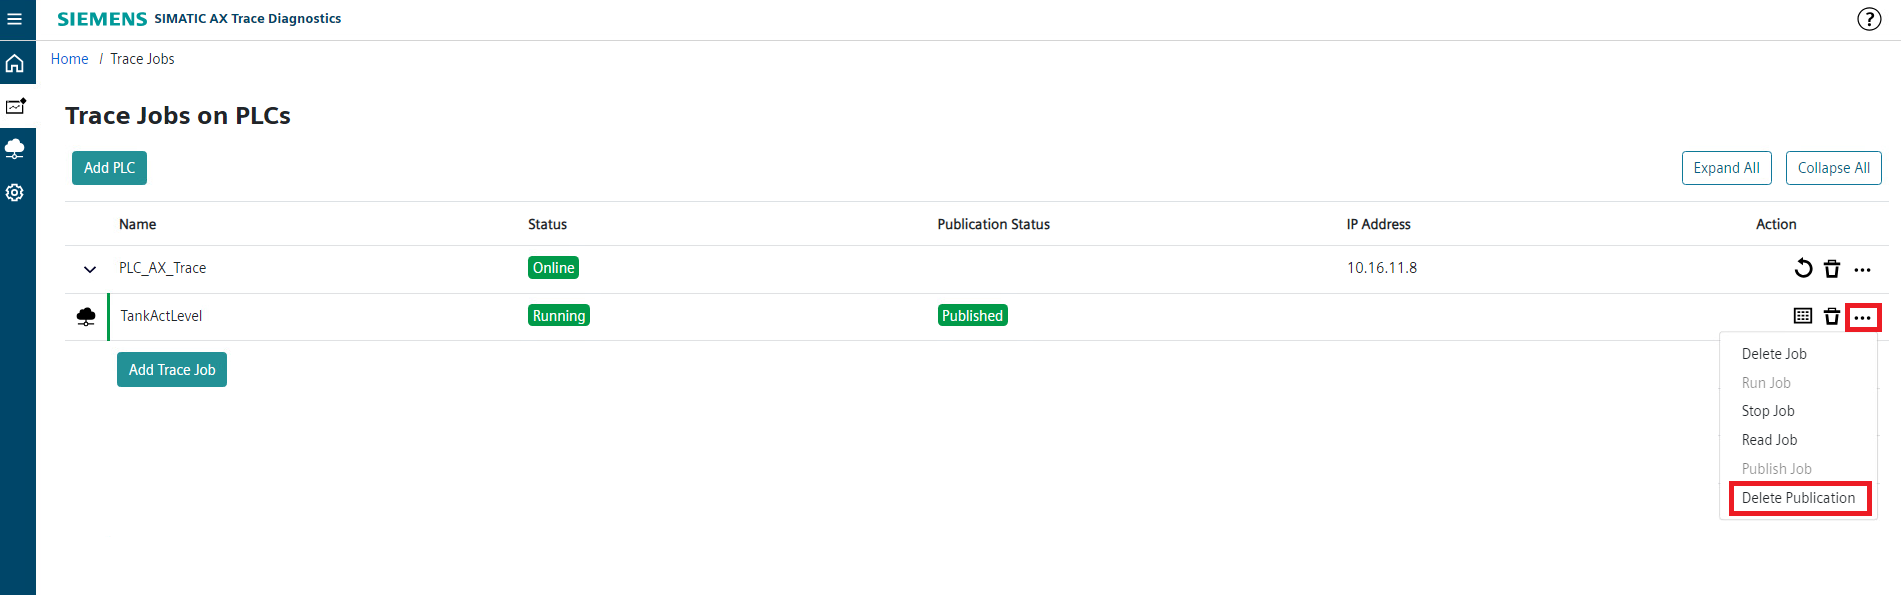 SIEMENS SIMATIC AX Trace Diagnostics
?
Home / Trace Jobs
Trace Jobs on PLCs
Add PLC Expand All Collapse All
Name Status Publication Status IP Address Action
PLC_AX_Trace Online 10.16.11.8
TankActLevel Running Published
Add Trace Job
Delete Job
Run Job
Stop Job
Read Job
Publish Job
Delete Publication